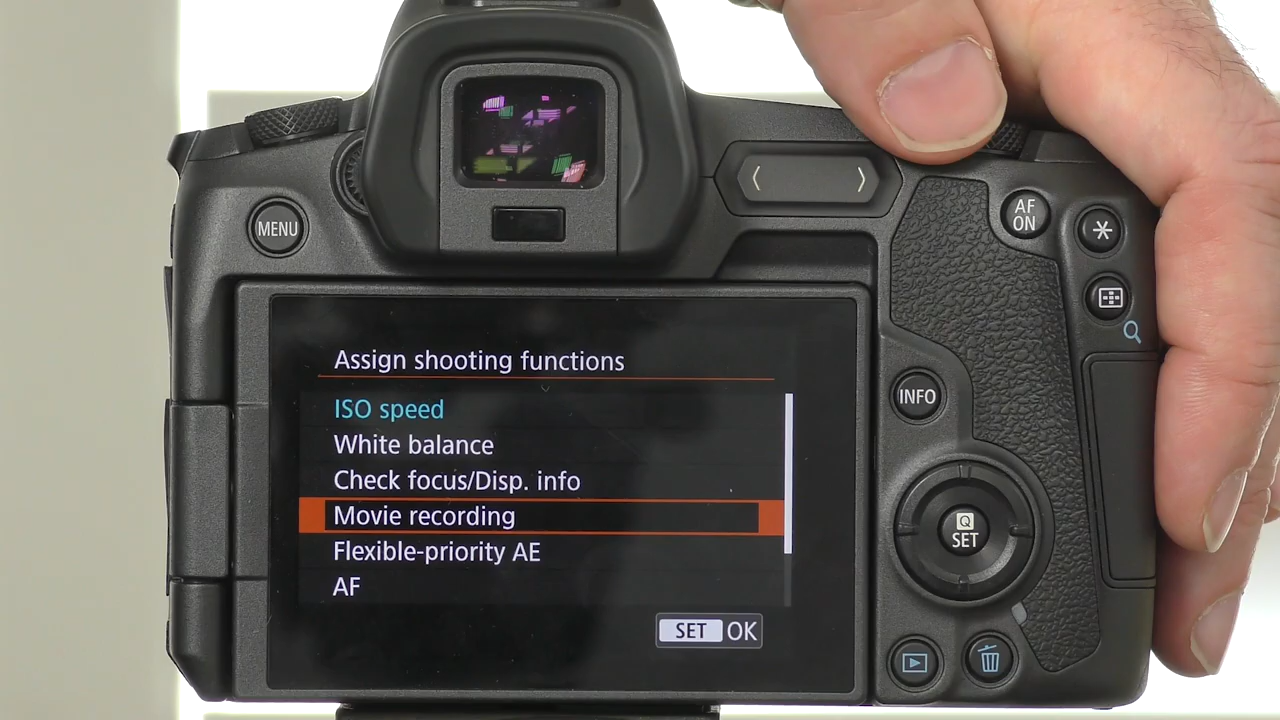 MENU
AF
ON
Assign shooting functions
ISO speed
White balance
Check focus/Disp. info
Movie recording
Flexible-priority AE
AF
SET OK
INFO
Q
SET